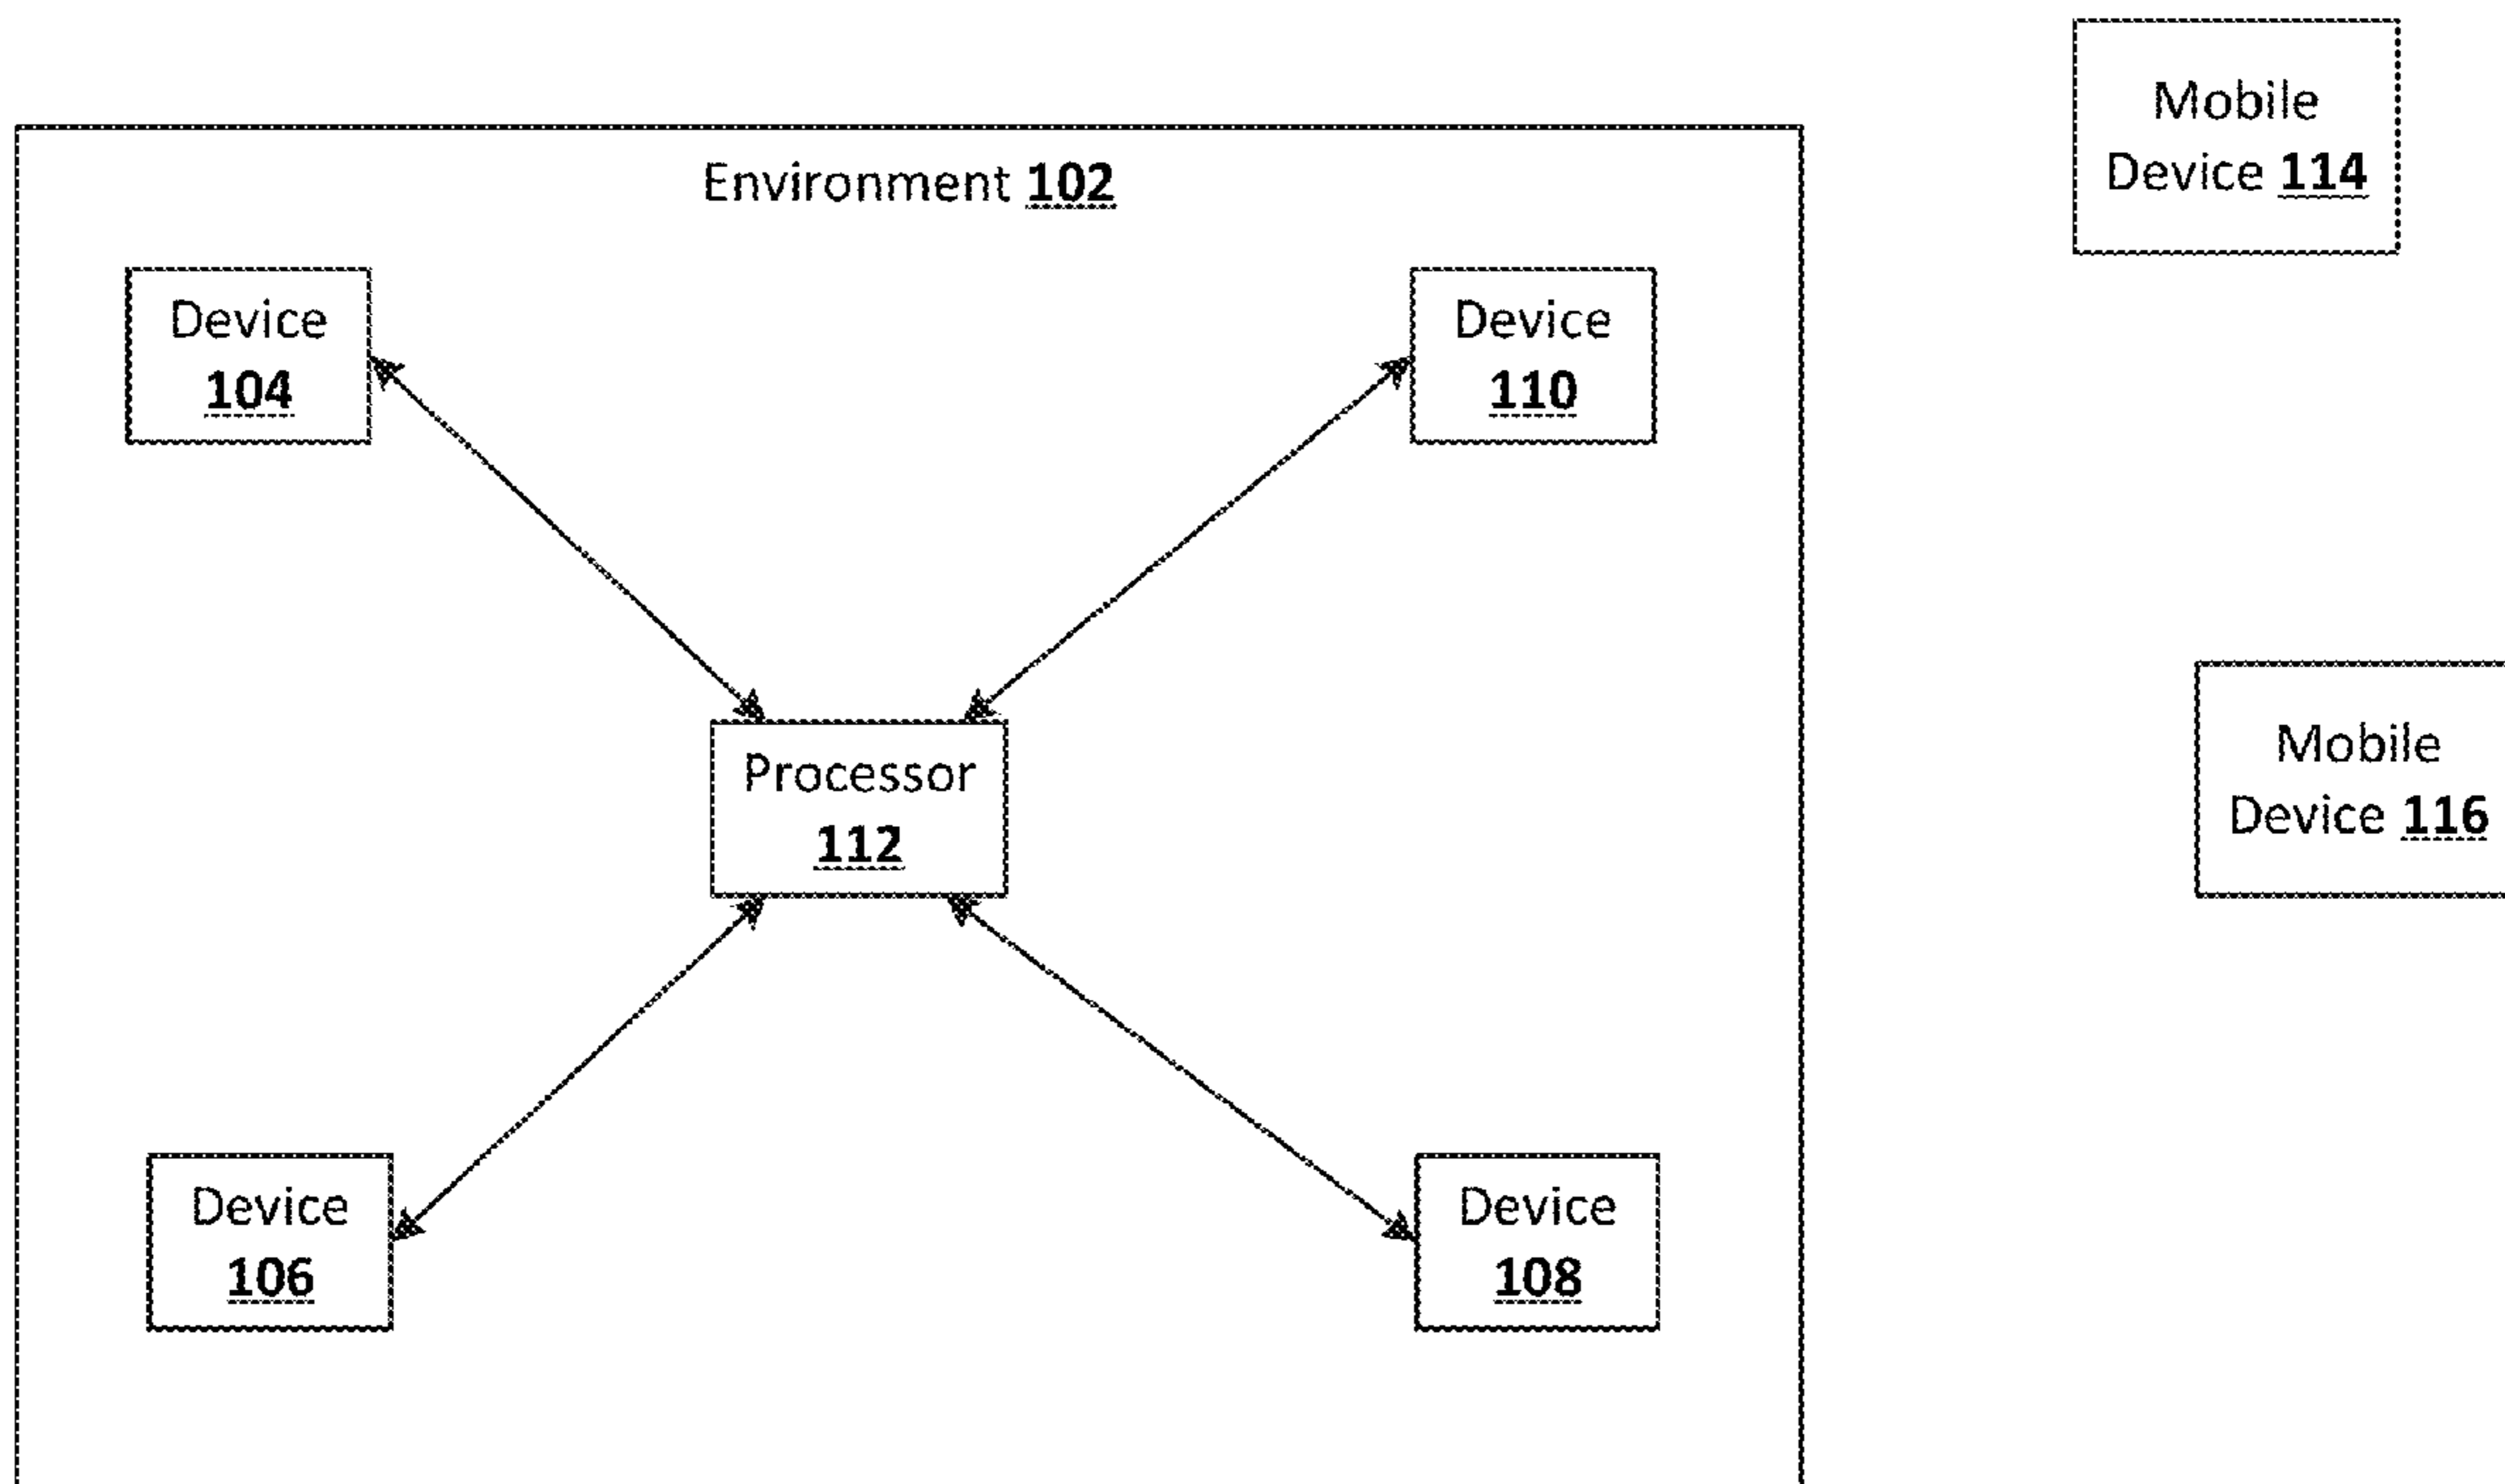 Mobile
Device 114
Environment 102
Device
104
Device
110
Processor
112
Mobile
Device 116
Device
106
Device
108